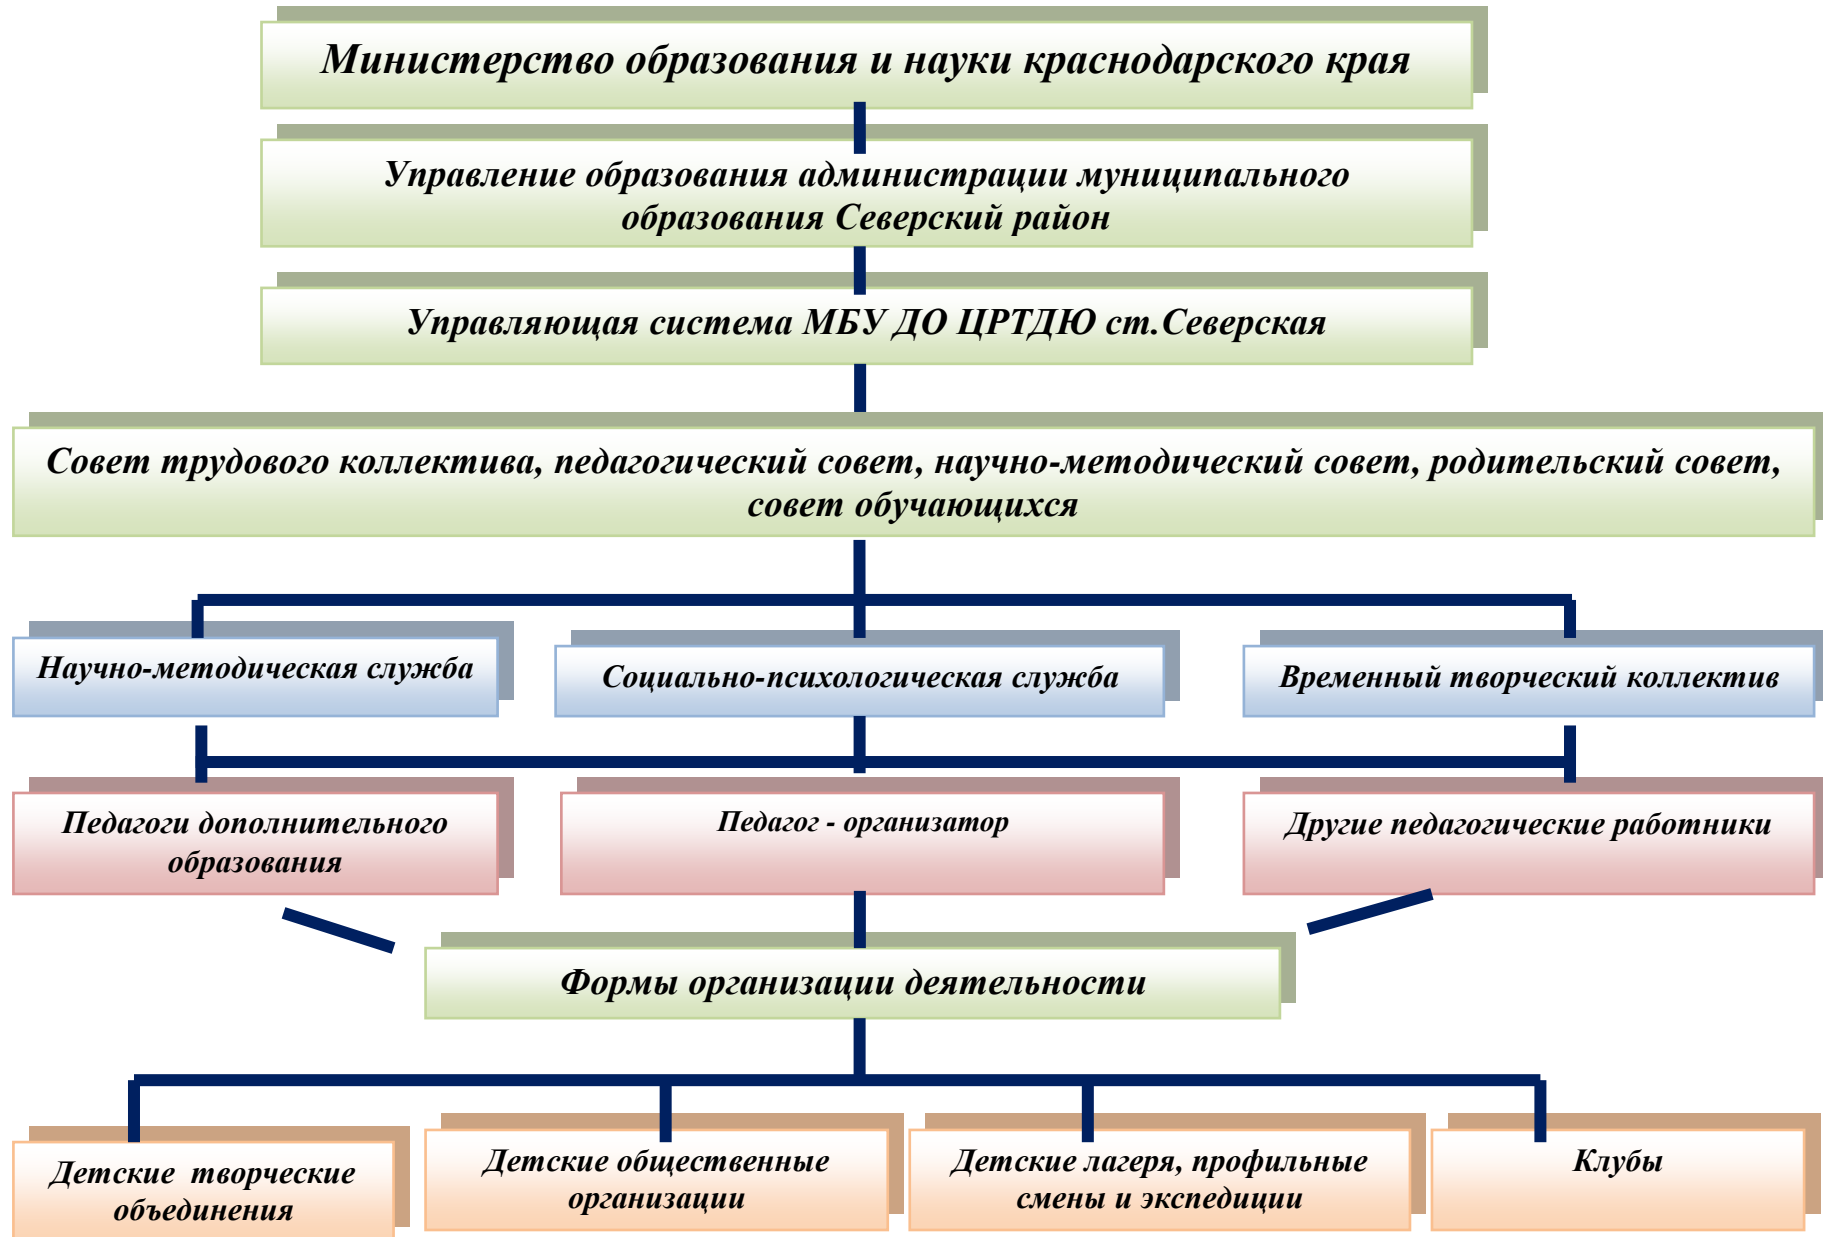 Министерство образования и науки краснодарского края
Управление образования администрации муниципального
образования Северский район
Управляющая система МБУ ДО ЦРТДЮ ст.Северская
Совет трудового коллектива, педагогический совет, научно-методический совет, родительский совет,
совет обучающихся
Научно-методическая служба
Социально-психологическая служба
Временный творческий коллектив
Педагоги дополнительного
образования
Педагог - организатор
Другие педагогические работники
Формы организации деятельности
Детские творческие
объединения
Детские общественные
организации
Детские лагеря, профильные
смены и экспедиции
Клубы